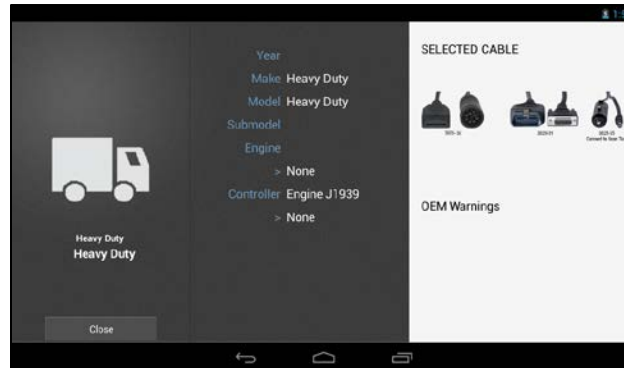 Heavy Duty
Heavy Duty
Close
Year
Make Heavy Duty
Model Heavy Duty
Submodel
Engine
> None
Controller Engine J1939
> None
SELECTED CABLE
OEM Warnings